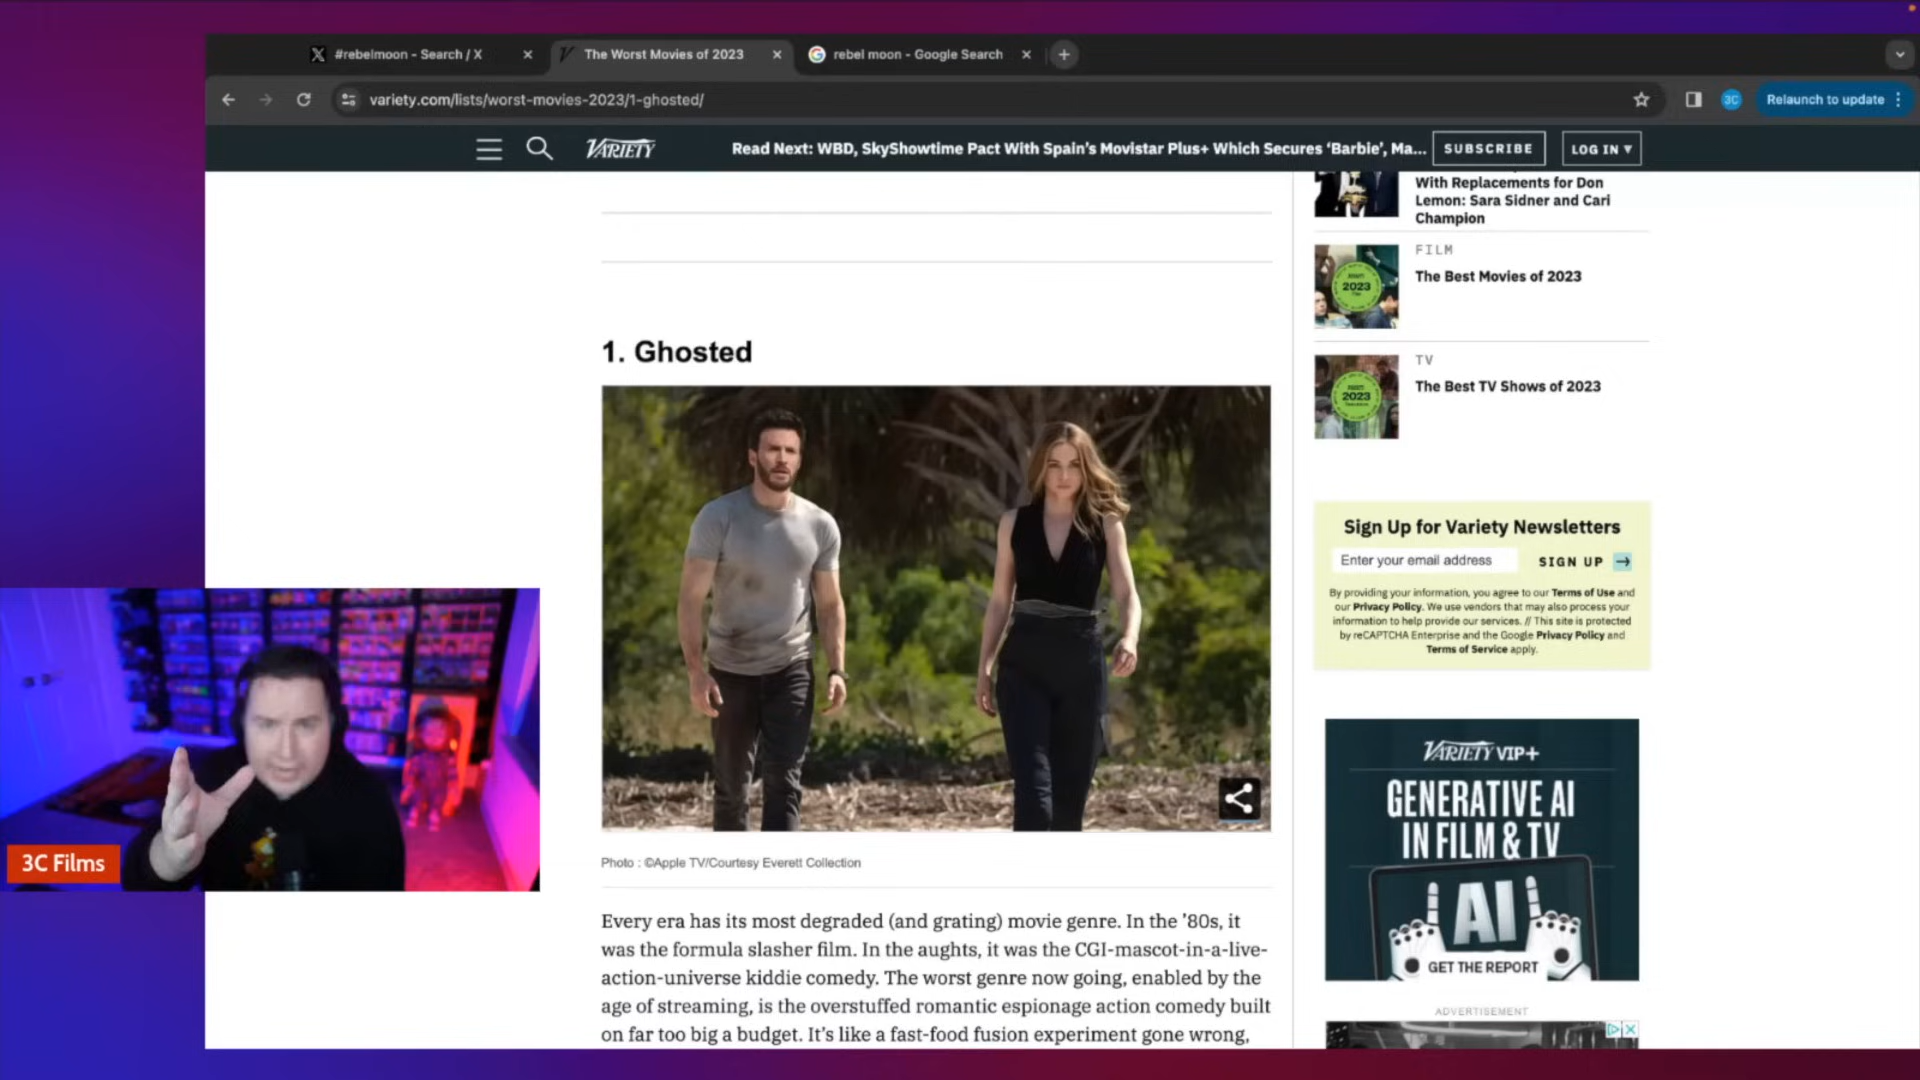 #rebelmoon - Search / X
The Worst Movies of 2023
rebel moon - Google Search
variety.com/lists/worst-movies-2023/1-ghosted/
3C
Relaunch to update
VARIETY
Read Next: WBD, SkyShowtime Pact With Spain's Movistar Plus+ Which Secures 'Barbie', Ma...
SUBSCRIBE
LOG IN
With Replacements for Don
Lemon: Sara Sidner and Cari
Champion
FILM
2023
The Best Movies of 2023
TV
2023
The Best TV Shows of 2023
1. Ghosted
Photo : ©Apple TV/Courtesy Everett Collection
Every era has its most degraded (and grating) movie genre. In the '80s, it
was the formula slasher film. In the aughts, it was the CGI-mascot-in-a-live-
action-universe kiddie comedy. The worst genre now going, enabled by the
age of streaming, is the overstuffed romantic espionage action comedy built
on far too big a budget. It's like a fast-food fusion experiment gone wrong,
Sign Up for Variety Newsletters
Enter your email address
SIGN UP
By providing your information, you agree to our Terms of Use and
our Privacy Policy. We use vendors that may also process your
information to help provide our services. // This site is protected
by reCAPTCHA Enterprise and the Google Privacy Policy and
Terms of Service apply.
VARIETY VIP+
GENERATIVE AI
IN FILM & TV
AI
GET THE REPORT
ADVERTISEMENT
3C Films